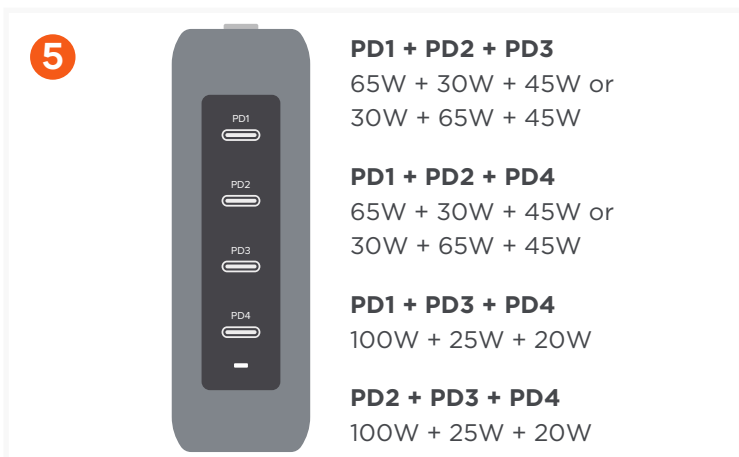 5
PD1
PD2
PD3
PD4
PD1 + PD2 + PD3
65W + 30W + 45W or
30W + 65W + 45W
PD1 + PD2 + PD4
65W + 30W + 45W or
30W + 65W + 45W
PD1 + PD3 + PD4
100W + 25W + 20W
PD2 + PD3 + PD4
100W + 25W + 20W